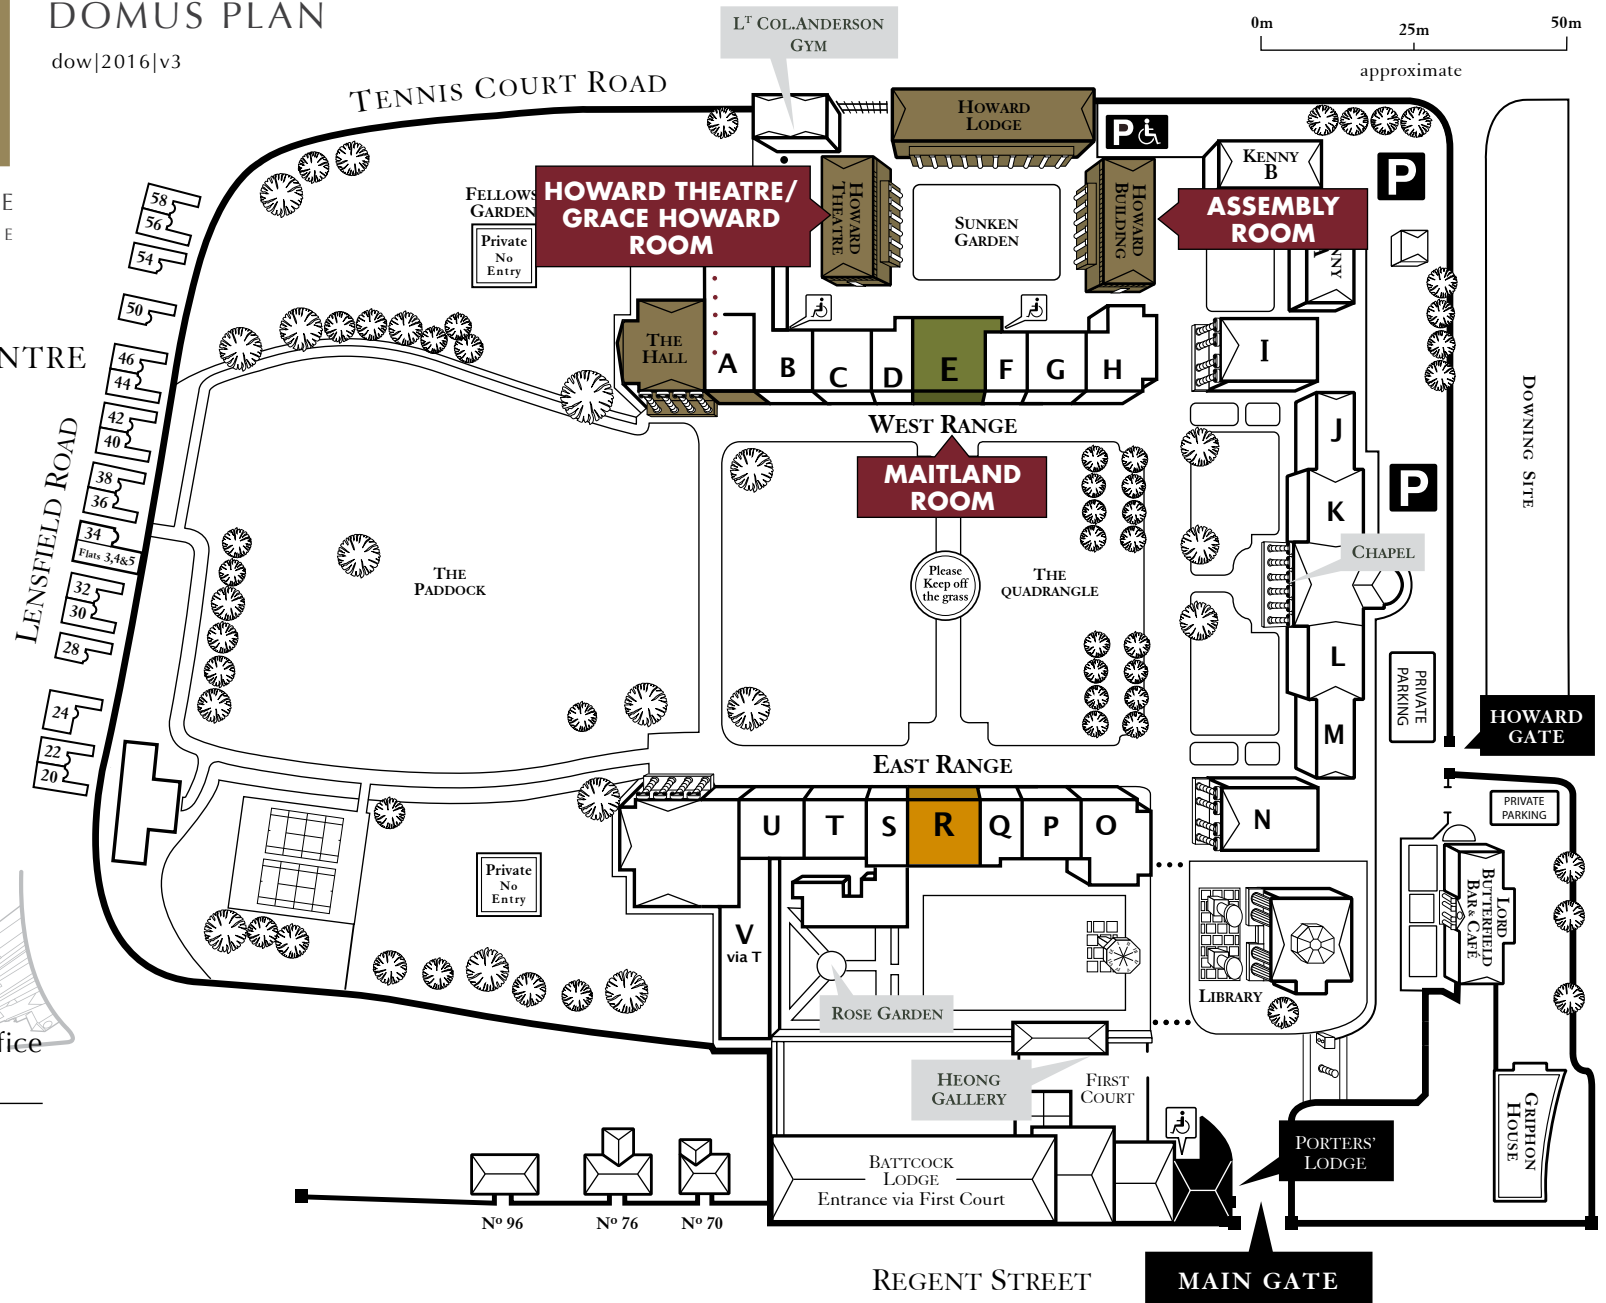 DOMUS PLAN
dow|2016|v3
LT COL.ANDERSON
GYM
0m
25m
50m
approximate
TENNIS COURT ROAD
HOWARD
LODGE
P
KENNY
B
P
E
E
58
56
54
50
46
44
42
40
38
36
34
Flats 3,4&5
32
30
28
24
22
20
NTRE
LENSFIELD ROAD
FELLOWS
GARDEN
Private
No
Entry
HOWARD THEATRE/
GRACE HOWARD
ROOM
HOWARD
THEATRE
SUNKEN
GARDEN
HOWARD
BUILDING
ASSEMBLY
ROOM
NNY
THE
HALL
A
B
C
D
E
F
G
H
I
WEST RANGE
MAITLAND
ROOM
J
K
P
CHAPEL
L
M
DOWNING SITE
THE
PADDOCK
Please
Keep off
the grass
THE
QUADRANGLE
PRIVATE
PARKING
HOWARD
GATE
EAST RANGE
U
T
S
R
Q
P
O
N
PRIVATE
PARKING
Private
No
Entry
V
via T
ROSE GARDEN
LIBRARY
LORD
BUTTERFIELD
BAR & CAFÉ
fice
HEONG
GALLERY
FIRST
COURT
GRIPHON
HOUSE
BATTCOCK
LODGE
Entrance via First Court
PORTERS'
LODGE
No 96
No 76
No 70
REGENT STREET
MAIN GATE